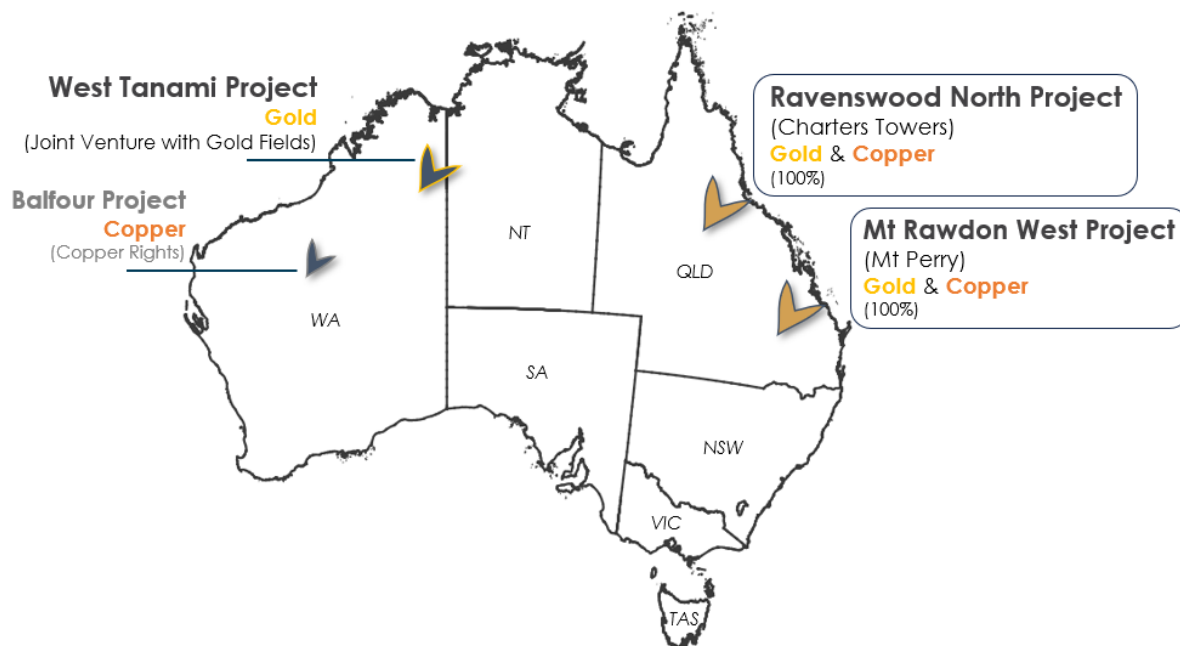 West Tanami Project
Gold
(Joint Venture with Gold Fields)
Balfour Project
Copper
(Copper Rights)
Ravenswood North Project
(Charters Towers)
Gold & Copper
(100%)
Mt Rawdon West Project
(Mt Perry)
Gold & Copper
(100%)
NT
QLD
WA
SA
NSW
VIC
TAS